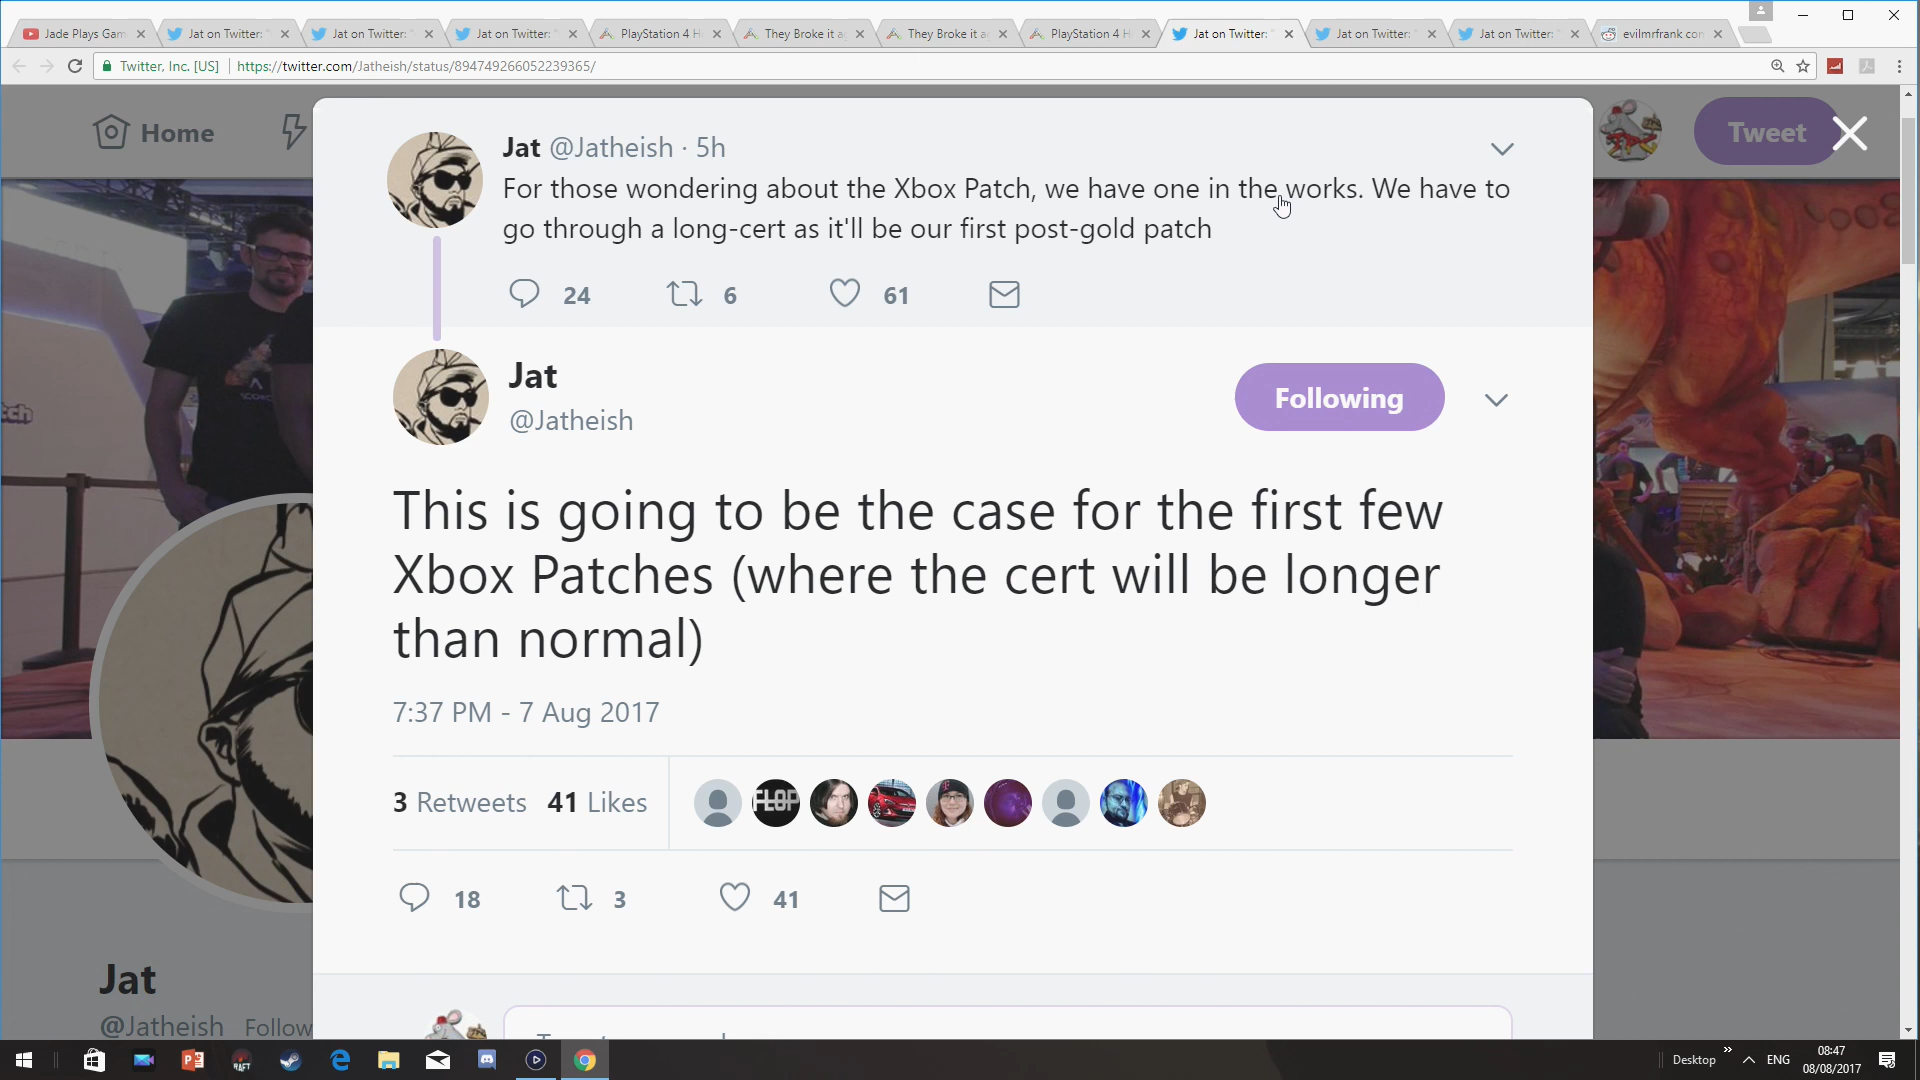 Jade Plays Gam
Jat on Twitter: "
Jat on Twitter: "
Jat on Twitter: "
PlayStation 4 H
They Broke it a
They Broke it a
PlayStation 4 H
Jat on Twitter: "
Jat on Twitter:
Jat on Twitter:
evilmrfrank con
Twitter, Inc. [US]
https://twitter.com/Jatheish/status/894749266052239365/
Home
Tweet
Jat @Jatheish · 5h
For those wondering about the Xbox Patch, we have one in the works. We have to
go through a long-cert as it'll be our first post-gold patch
24
6
61
Jat
@Jatheish
Following
This is going to be the case for the first few
Xbox Patches (where the cert will be longer
than normal)
7:37 PM - 7 Aug 2017
3 Retweets 41 Likes
FLOP
18
3
41
Jat
@Jatheish Follow
RAFT
Desktop
ENG
08:47
08/08/2017